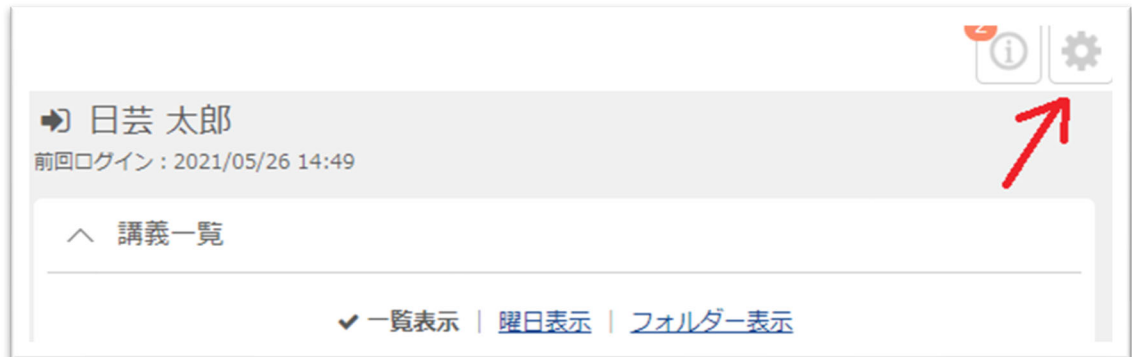 2
日芸 太郎
前回ログイン : 2021/05/26 14:49
講義一覧
一覧表示 | 曜日表示 | フォルダー表示